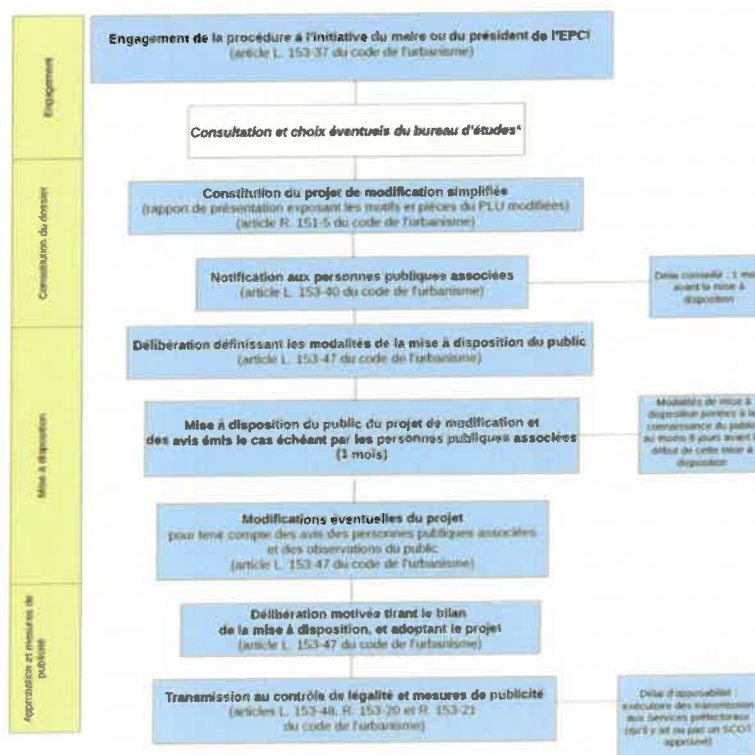 Engagement
Engagement de la procédure à l'initiative du maire ou du président de l'EPCI
(article L. 153-37 du code de l'urbanisme)
Consultation et choix éventuels du bureau d'études*
Constitution du dossier
Constitution du projet de modification simplifiée
(rapport de présentation exposant les motifs et pièces du PLU modifiées)
(article R. 151-5 du code de l'urbanisme)
Notification aux personnes publiques associées
(article L. 153-40 du code de l'urbanisme)
Délai conseillé : 1
avant la mise à
disposition
Mise à disposition
Délibération définissant les modalités de la mise à disposition du public
(article L. 153-47 du code de l'urbanisme)
Mise à disposition du public du projet de modification et
des avis émis le cas échéant par les personnes publiques associées
(1 mois)
Modalités de mise à
disposition portées à la
connaissance du public
au moins 8 jours avant
début de cette mise à
disposition
Modifications éventuelles du projet
pour tenir compte des avis des personnes publiques associées
et des observations du public
(article L. 153-47 du code de l'urbanisme)
Approbation et mesures de
publicité
Délibération motivée tirant le bilan
de la mise à disposition, et adoptant le projet
(article L. 153-47 du code de l'urbanisme)
Transmission au contrôle de légalité et mesures de publicité
(articles L. 153-48, R. 153-20 et R. 153-21
du code de l'urbanisme)
Délai d'opposabilité :
exécutoire dès transmission
aux Services préfectoraux
(qu'il y ait ou pas un SCOT
approuvé)